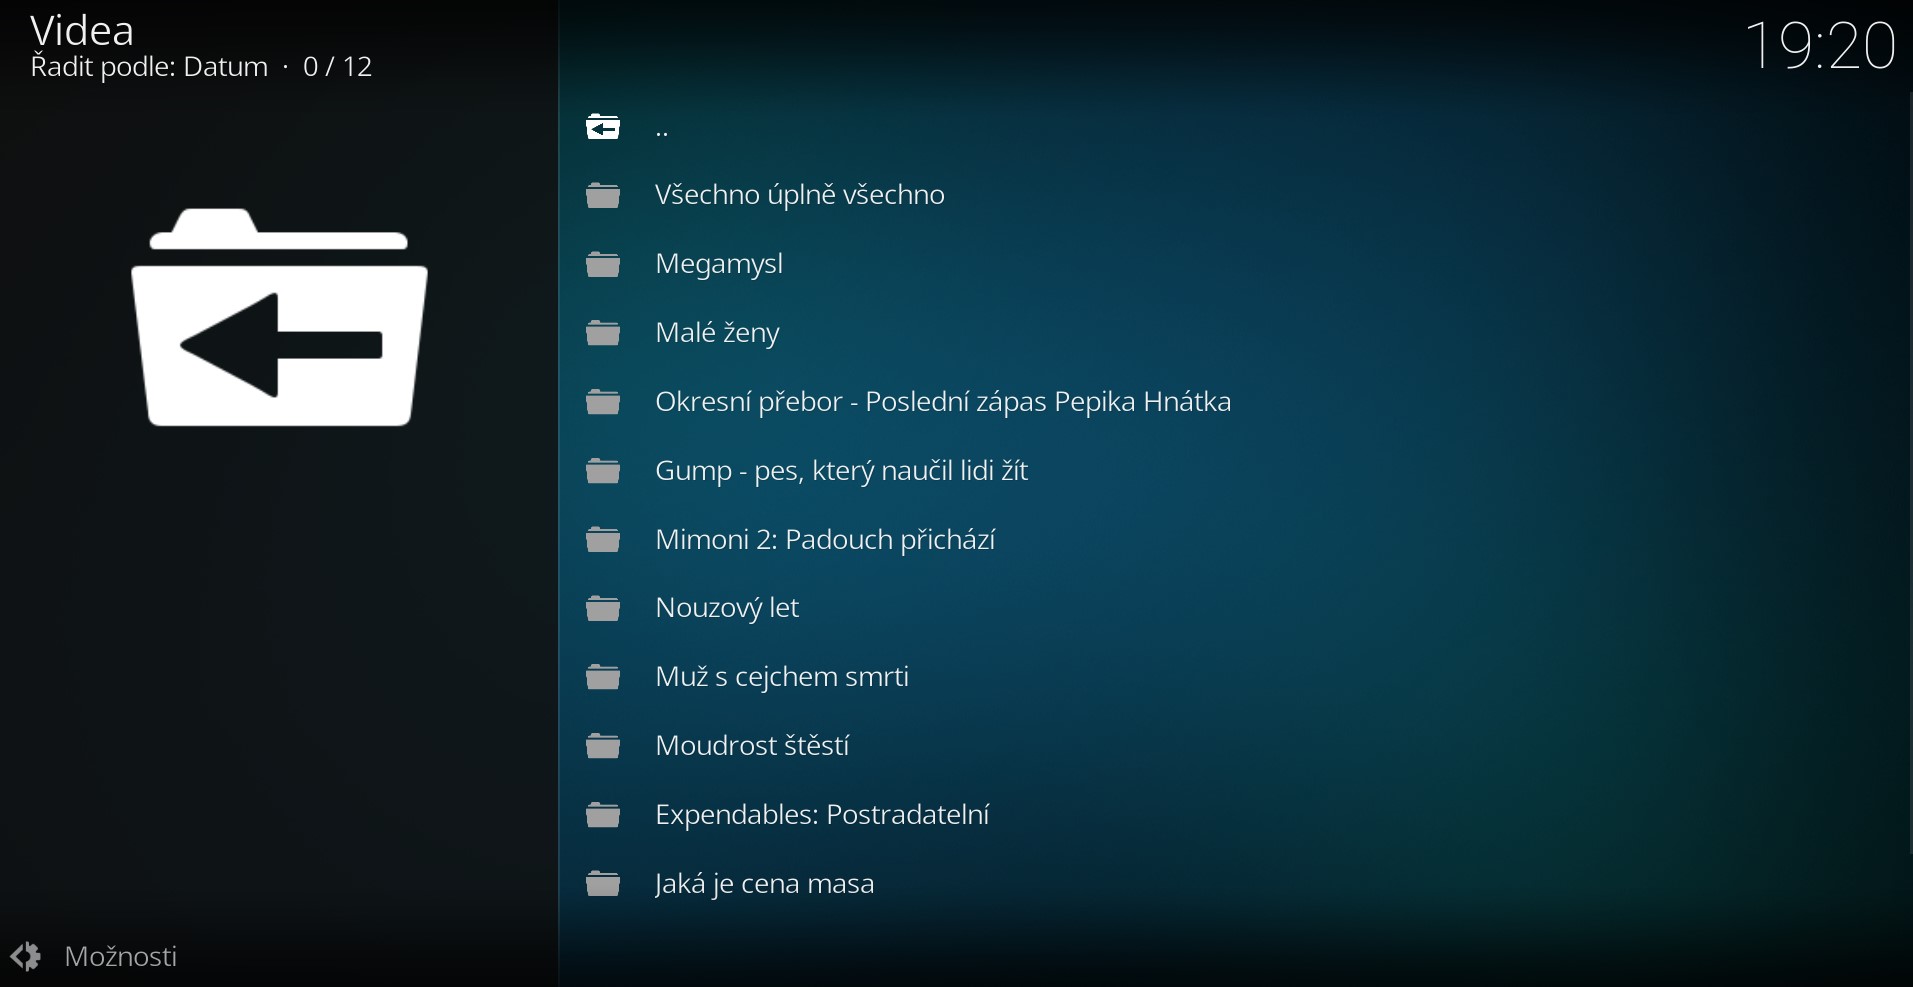 Videa
Řadit podle: Datum · 0 / 12
19:20
..
Všechno úplně všechno
Megamysl
Malé ženy
Okresní přebor - Poslední zápas Pepika Hnátka
Gump - pes, který naučil lidi žít
Mimoni 2: Padouch přichází
Nouzový let
Muž s cejchem smrti
Moudrost štěstí
Expendables: Postradatelní
Jaká je cena masa
Možnosti